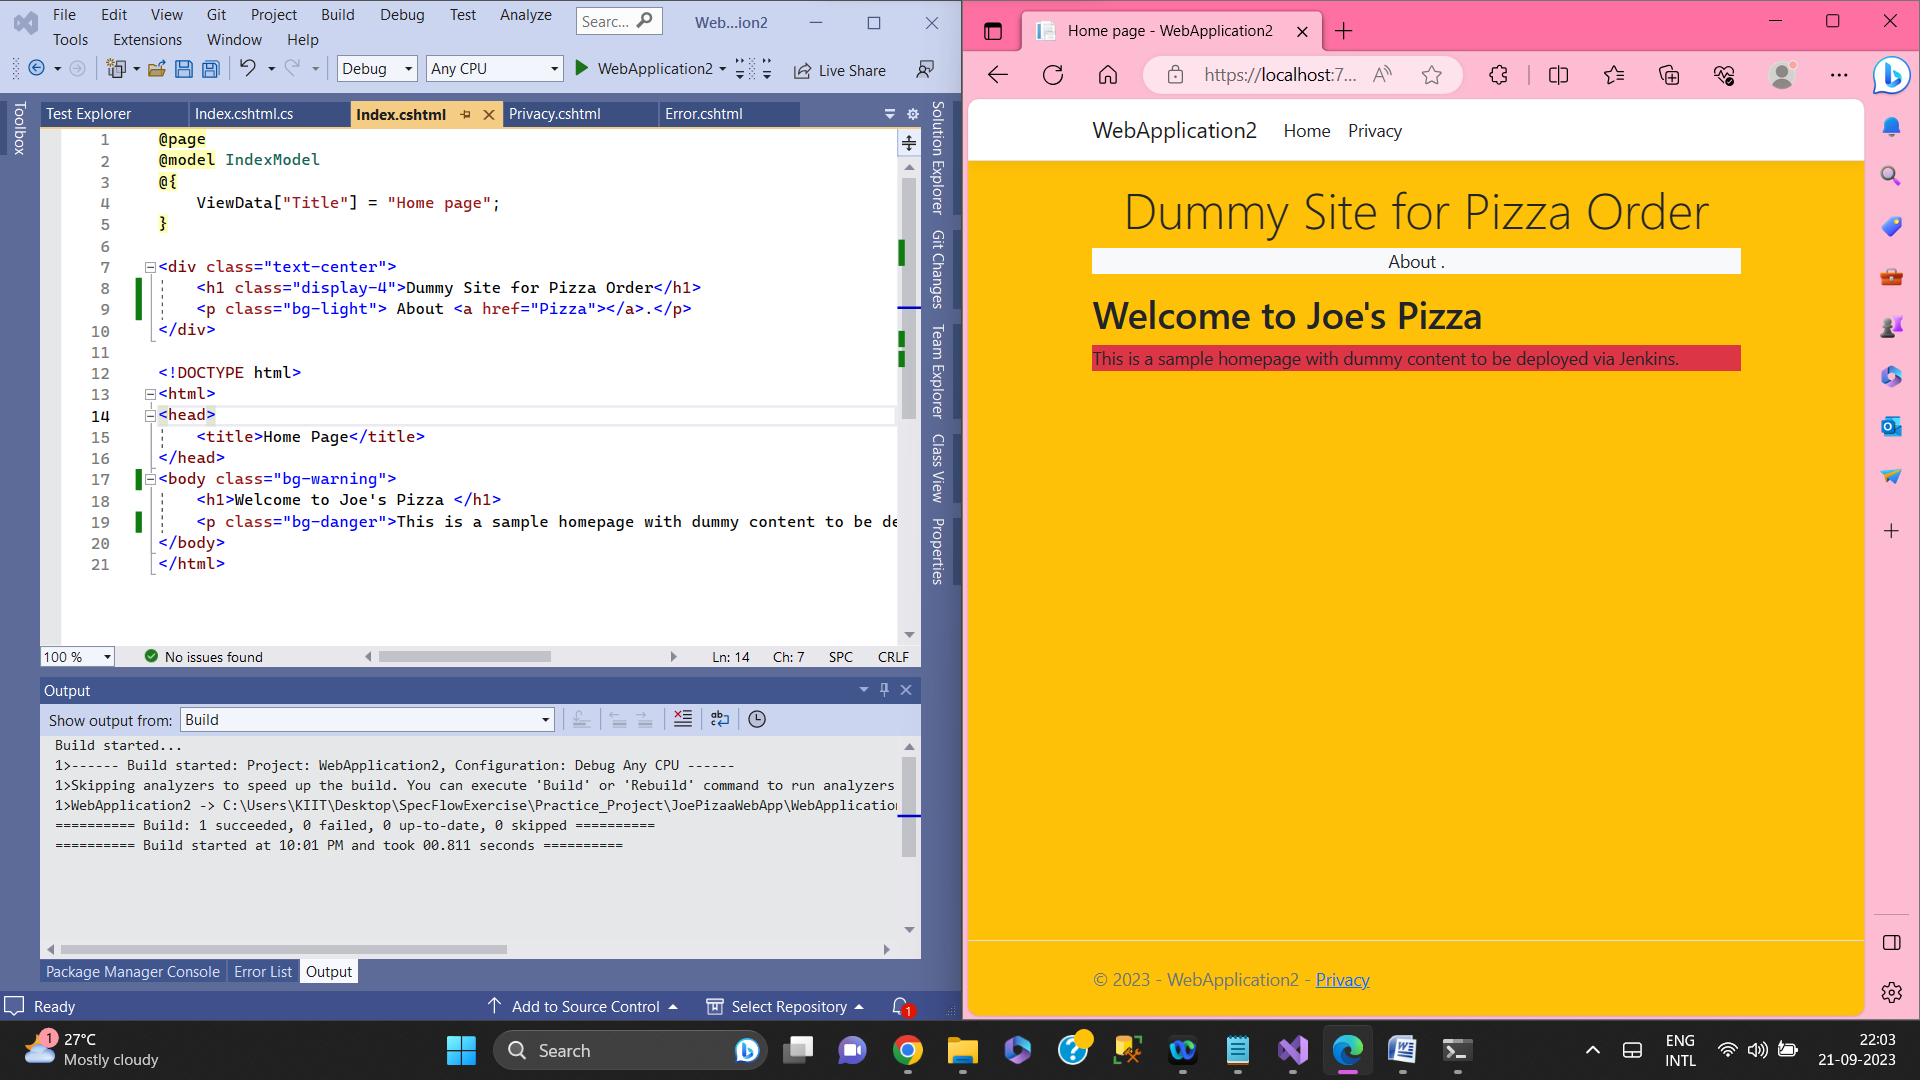 File Edit View Git Project Build Debug Test Analyze Searc... Web...ion2
Tools Extensions Window Help
Debug Any CPU WebApplication2 Live Share
Toolbox
Test Explorer Index.cshtml.cs Index.cshtml Privacy.cshtml Error.cshtml
1 @page
2 @model IndexModel
3 @{
4 ViewData["Title"] = "Home page";
5 }
6
7 <div class="text-center">
8 <h1 class="display-4">Dummy Site for Pizza Order</h1>
9 <p class="bg-light"> About <a href="Pizza"></a>.</p>
10 </div>
11
12 <!DOCTYPE html>
13 <html>
14 <head>
15 <title>Home Page</title>
16 </head>
17 <body class="bg-warning">
18 <h1>Welcome to Joe's Pizza </h1>
19 <p class="bg-danger">This is a sample homepage with dummy content to be de
20 </body>
21 </html>
Solution Explorer
Git Changes
Team Explorer
Class View
Properties
100 % No issues found Ln: 14 Ch: 7 SPC CRLF
Output
Show output from: Build
Build started...
1>------ Build started: Project: WebApplication2, Configuration: Debug Any CPU ------
1>Skipping analyzers to speed up the build. You can execute 'Build' or 'Rebuild' command to run analyzers
1>WebApplication2 -> C:\Users\KIIT\Desktop\SpecFlowExercise\Practice_Project\JoePizaaWebApp\WebApplication
========== Build: 1 succeeded, 0 failed, 0 up-to-date, 0 skipped ==========
========== Build started at 10:01 PM and took 00.811 seconds ==========
Package Manager Console Error List Output
Ready Add to Source Control Select Repository 1
Home page - WebApplication2
https://localhost:7...
WebApplication2 Home Privacy
Dummy Site for Pizza Order
About .
Welcome to Joe's Pizza
This is a sample homepage with dummy content to be deployed via Jenkins.
© 2023 - WebApplication2 - Privacy
1 27°C
Mostly cloudy
Search
ENG
INTL
22:03
21-09-2023